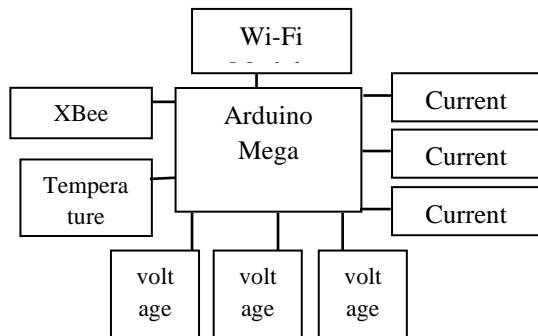 Wi-Fi
XBee
Arduino
Mega
Current
Current
Current
Tempera
ture
volt
age
volt
age
volt
age